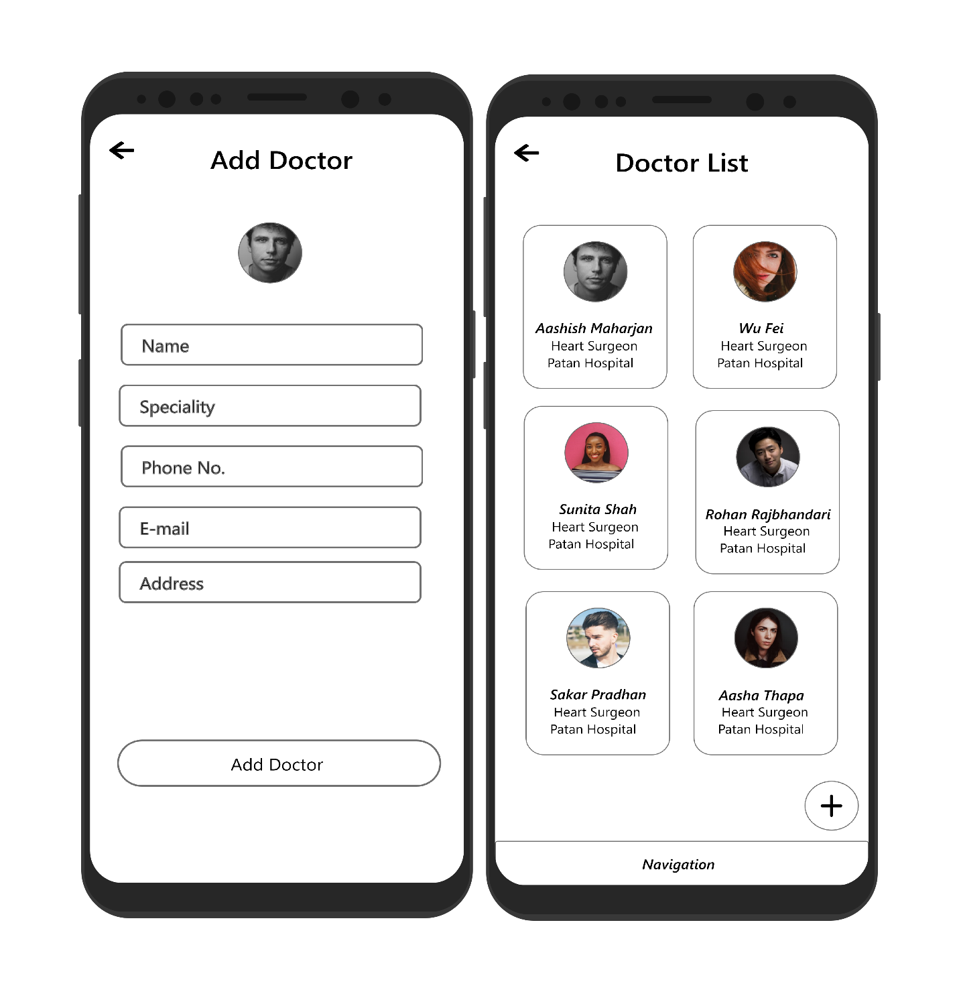 Add Doctor
Name
Speciality
Phone No.
E-mail
Address
Add Doctor
Doctor List
Aashish Maharjan
Heart Surgeon
Patan Hospital
Wu Fei
Heart Surgeon
Patan Hospital
Sunita Shah
Heart Surgeon
Patan Hospital
Rohan Rajbhandari
Heart Surgeon
Patan Hospital
Sakar Pradhan
Heart Surgeon
Patan Hospital
Aasha Thapa
Heart Surgeon
Patan Hospital
Navigation